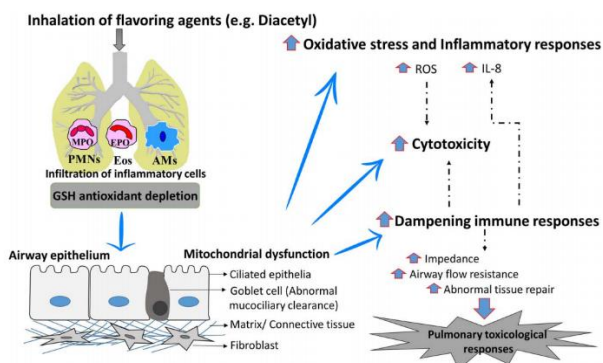 Inhalation of flavoring agents (e.g. Diacetyl)
MPO
EPO
PMNs Eos AMs
Infiltration of inflammatory cells
GSH antioxidant depletion
Airway epithelium
Mitochondrial dysfunction
Ciliated epithelia
Goblet cell (Abnormal
mucociliary clearance)
Matrix/ Connective tissue
Fibroblast
Oxidative stress and Inflammatory responses
ROS
IL-8
Cytotoxicity
Dampening immune responses
Impedance
Airway flow resistance
Abnormal tissue repair
Pulmonary toxicological
responses